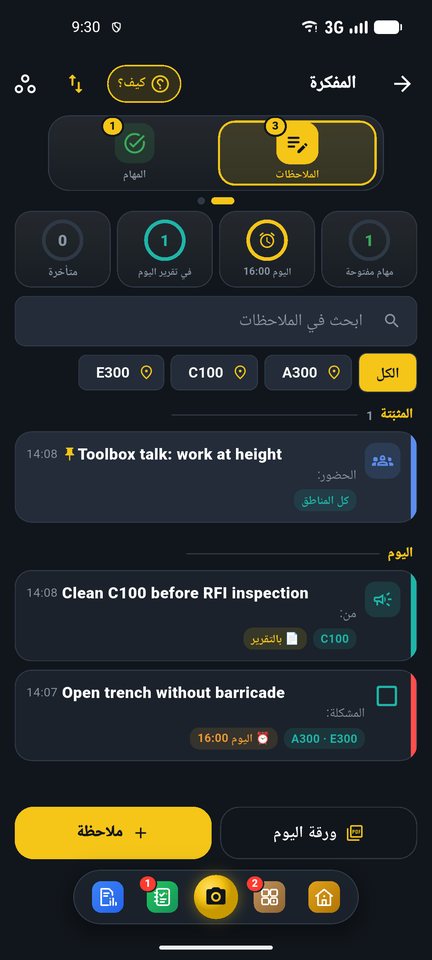 9:30 3G
المفكرة
كيف؟
3
الملاحظات
1
المهام
1
مهام مفتوحة
اليوم 16:00
1
في تقرير اليوم
0
متأخرة
ابحث في الملاحظات
الكل
A300
C100
E300
المثبّتة 1
Toolbox talk: work at height 14:08
الحضور:
كل المناطق
اليوم
Clean C100 before RFI inspection 14:08
من:
C100
بالتقرير
Open trench without barricade 14:07
المشكلة:
A300 · E300
اليوم 16:00
ورقة اليوم
PDF
+ ملاحظة
2
1